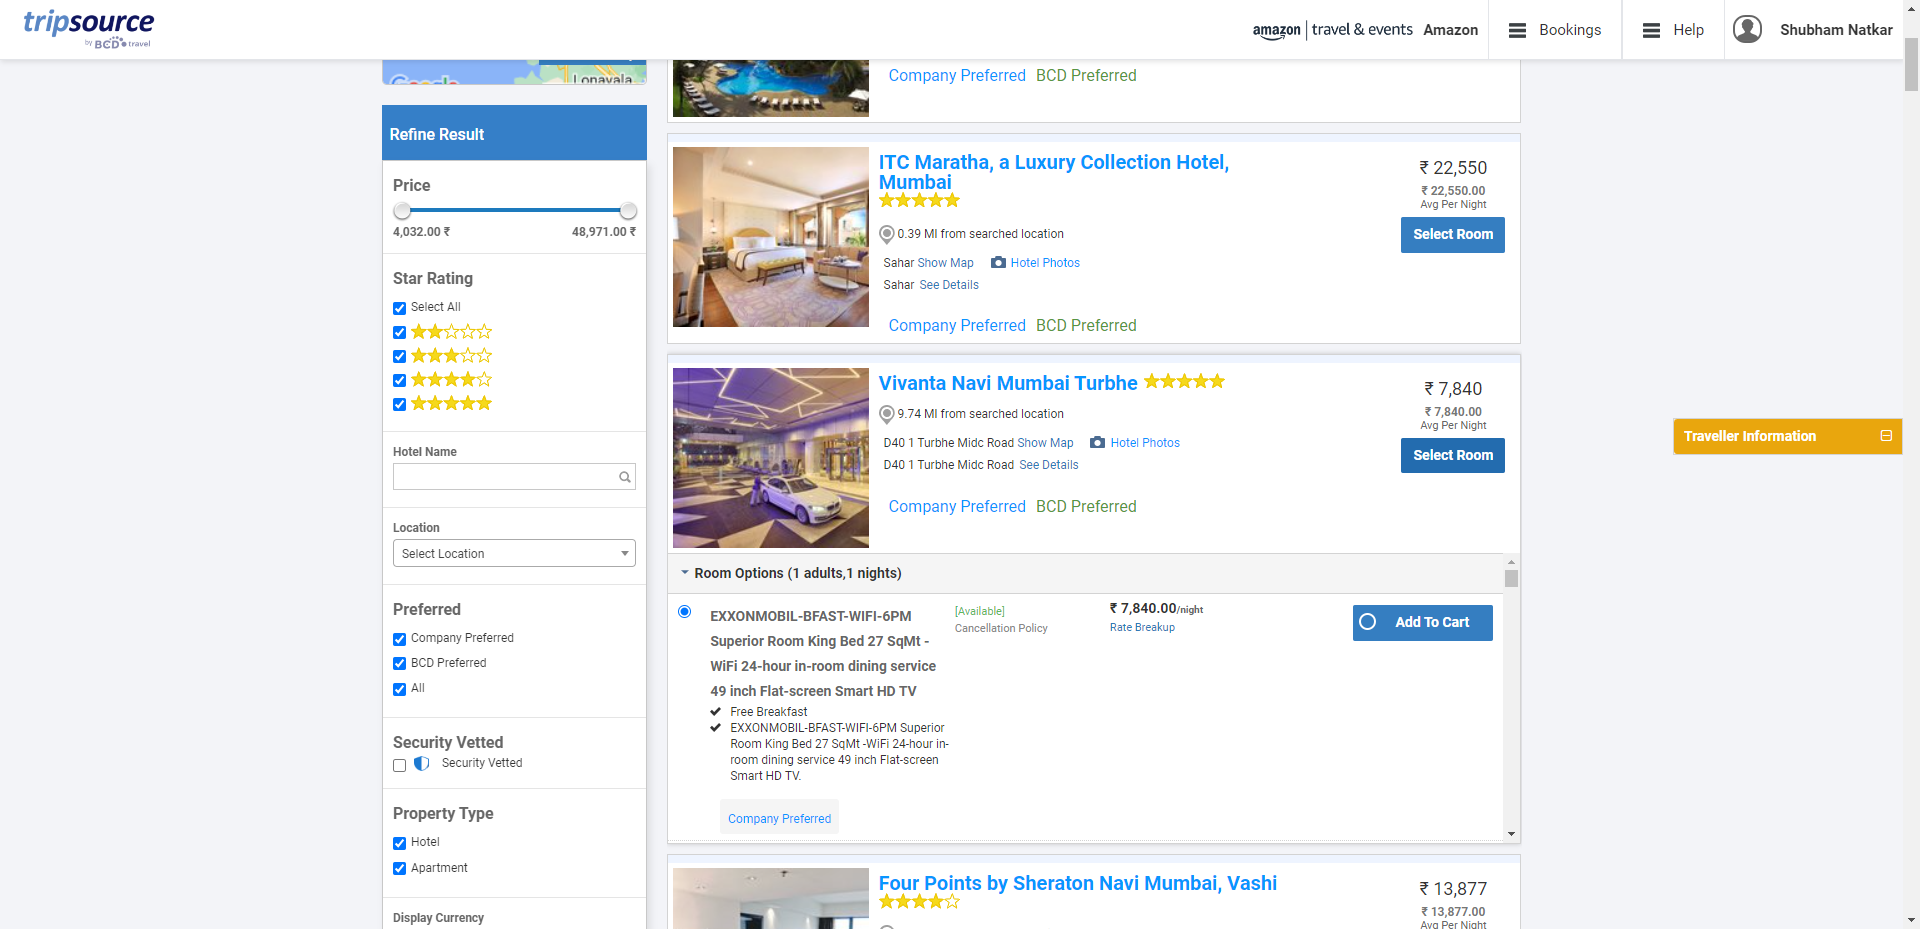 tripsource
by BCD travel
amazon | travel & events Amazon
Bookings
Help
Shubham Natkar
Google
Lonavala
Refine Result
Price
4,032.00 ₹
48,971.00 ₹
Star Rating
Select All
Hotel Name
Location
Select Location
Preferred
Company Preferred
BCD Preferred
All
Security Vetted
Security Vetted
Property Type
Hotel
Apartment
Display Currency
Company Preferred BCD Preferred
ITC Maratha, a Luxury Collection Hotel,
Mumbai
0.39 MI from searched location
Sahar Show Map Hotel Photos
Sahar See Details
Company Preferred BCD Preferred
₹ 22,550
₹ 22,550.00
Avg Per Night
Select Room
Vivanta Navi Mumbai Turbhe
9.74 MI from searched location
D40 1 Turbhe Midc Road Show Map Hotel Photos
D40 1 Turbhe Midc Road See Details
Company Preferred BCD Preferred
₹ 7,840
₹ 7,840.00
Avg Per Night
Select Room
Room Options (1 adults,1 nights)
EXXONMOBIL-BFAST-WIFI-6PM
Superior Room King Bed 27 SqMt -
WiFi 24-hour in-room dining service
49 inch Flat-screen Smart HD TV
Free Breakfast
EXXONMOBIL-BFAST-WIFI-6PM Superior
Room King Bed 27 SqMt -WiFi 24-hour in-
room dining service 49 inch Flat-screen
Smart HD TV.
Company Preferred
[Available]
Cancellation Policy
₹ 7,840.00/night
Rate Breakup
Add To Cart
Four Points by Sheraton Navi Mumbai, Vashi
₹ 13,877
₹ 13,877.00
Avg Per Night
Traveller Information